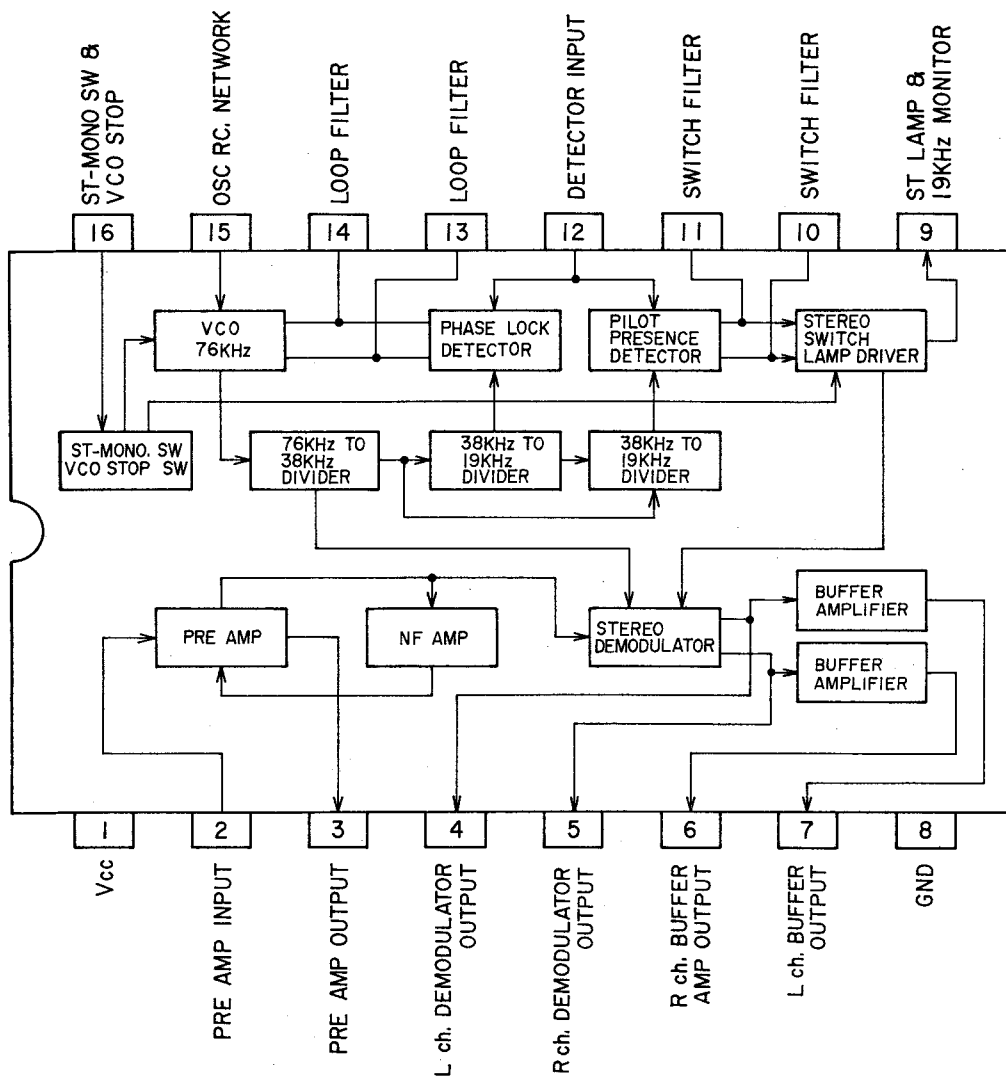 ST-MONO SW &
VCO STOP
OSC RC. NETWORK
LOOP FILTER
LOOP FILTER
DETECTOR INPUT
SWITCH FILTER
SWITCH FILTER
ST LAMP &
19KHz MONITOR
16
15
14
13
12
11
10
9
VCO
76KHz
PHASE LOCK
DETECTOR
PILOT
PRESENCE
DETECTOR
STEREO
SWITCH
LAMP DRIVER
ST-MONO. SW
VCO STOP SW
76KHz TO
38KHz
DIVIDER
38KHz TO
19KHz
DIVIDER
38KHz TO
19KHz
DIVIDER
PRE AMP
NF AMP
STEREO
DEMODULATOR
BUFFER
AMPLIFIER
BUFFER
AMPLIFIER
1
2
3
4
5
6
7
8
Vcc
PRE AMP INPUT
PRE AMP OUTPUT
L ch. DEMODULATOR
OUTPUT
R ch. DEMODULATOR
OUTPUT
R ch. BUFFER
AMP OUTPUT
L ch. BUFFER
OUTPUT
GND